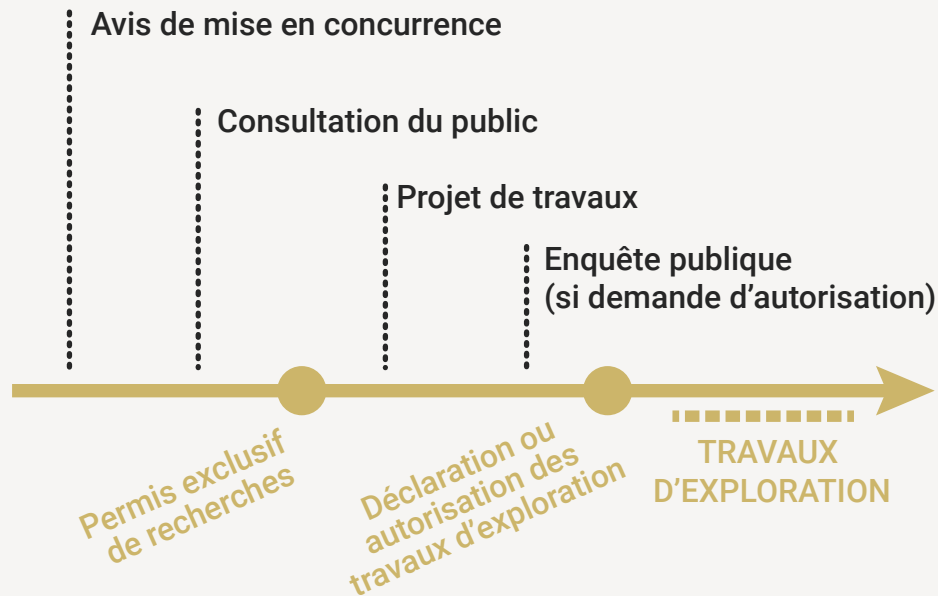 Avis de mise en concurrence
Consultation du public
Projet de travaux
Enquête publique
(si demande d’autorisation)
Permis exclusif
de recherches
Déclaration ou
autorisation des
travaux d’exploration
TRAVAUX
D’EXPLORATION